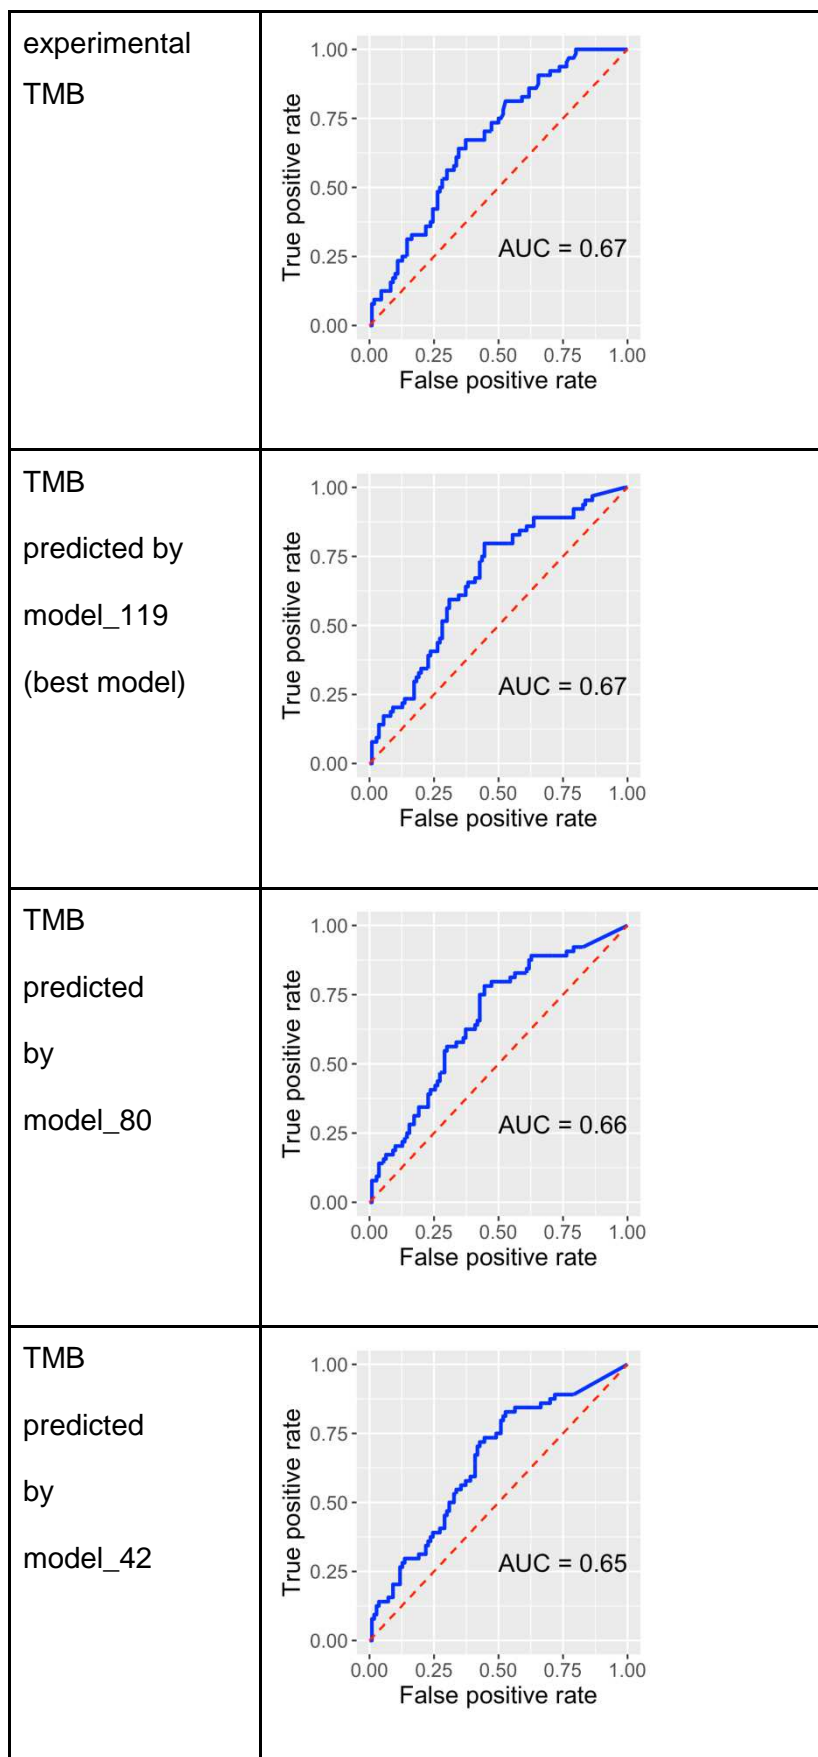 experimental
TMB
1.00
0.75
0.50
0.25
0.00
True positive rate
AUC = 0.67
0.00 0.25 0.50 0.75 1.00
False positive rate
TMB
predicted by
model_119
(best model)
1.00
0.75
0.50
0.25
0.00
True positive rate
AUC = 0.67
0.00 0.25 0.50 0.75 1.00
False positive rate
TMB
predicted
by
model_80
1.00
0.75
0.50
0.25
0.00
True positive rate
AUC = 0.66
0.00 0.25 0.50 0.75 1.00
False positive rate
TMB
predicted
by
model_42
1.00
0.75
0.50
0.25
0.00
True positive rate
AUC = 0.65
0.00 0.25 0.50 0.75 1.00
False positive rate